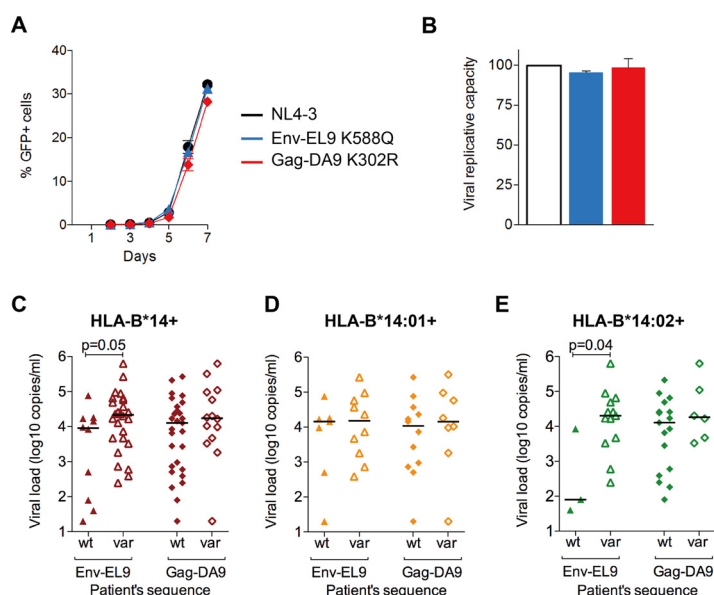 A
% GFP+ cells
40
30
20
10
0
1 3 5 7
Days
NL4-3
Env-EL9 K588Q
Gag-DA9 K302R
B
Viral replicative capacity
100
75
50
25
0
C
HLA-B*14+
p=0.05
Viral load (log10 copies/ml)
6
5
4
3
2
1
wt var wt var
Env-EL9 Gag-DA9
Patient's sequence
D
HLA-B*14:01+
Viral load (log10 copies/ml)
6
5
4
3
2
1
wt var wt var
Env-EL9 Gag-DA9
Patient's sequence
E
HLA-B*14:02+
p=0.04
Viral load (log10 copies/ml)
6
5
4
3
2
1
wt var wt var
Env-EL9 Gag-DA9
Patient's sequence